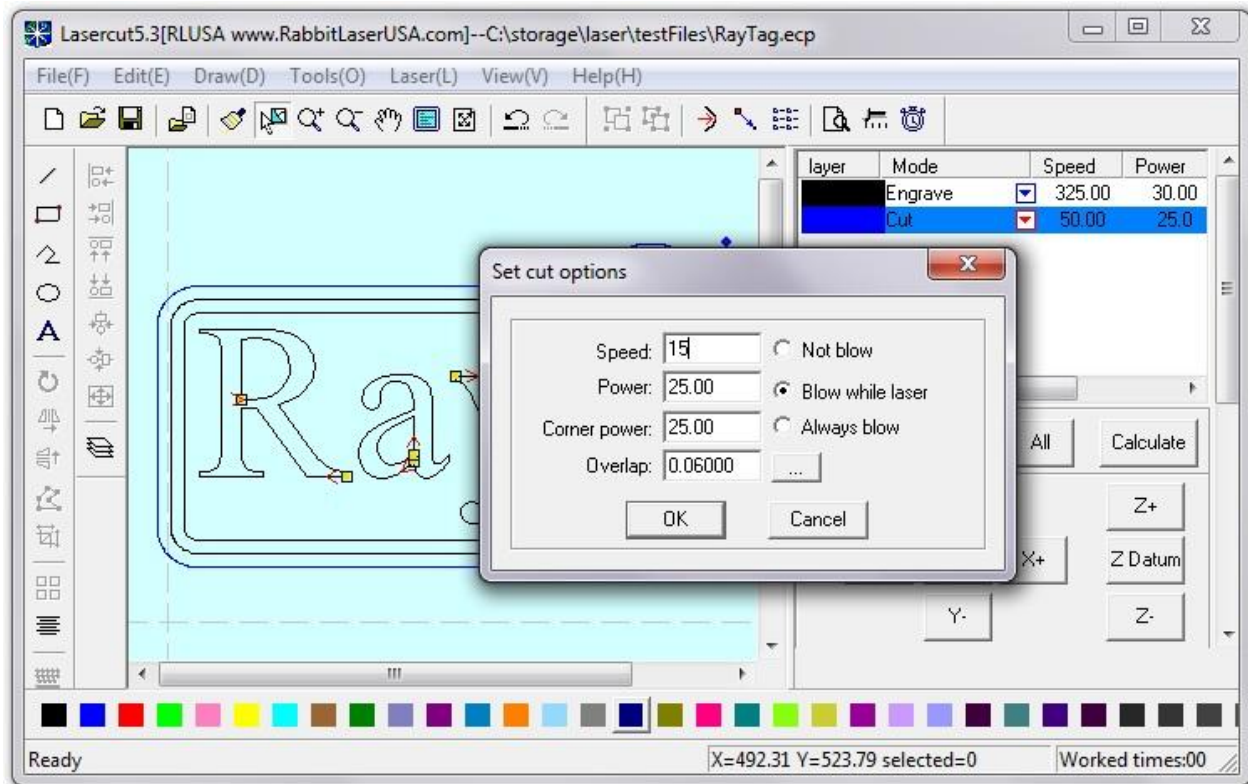 Lasercut5.3[RLUSA www.RabbitLaserUSA.com]--C:\storage\laser\testFiles\RayTag.ecp
File(F) Edit(E) Draw(D) Tools(O) Laser(L) View(V) Help(H)
layer Mode Speed Power
Engrave 325.00 30.00
Cut 50.00 25.0
Set cut options
Speed: 15 Not blow
Power: 25.00 Blow while laser
Corner power: 25.00 Always blow
Overlap: 0.06000 ...
OK Cancel
All Calculate
Z+
X+ Z Datum
Y- Z-
A
Ra
Ready X=492.31 Y=523.79 selected=0 Worked times:00